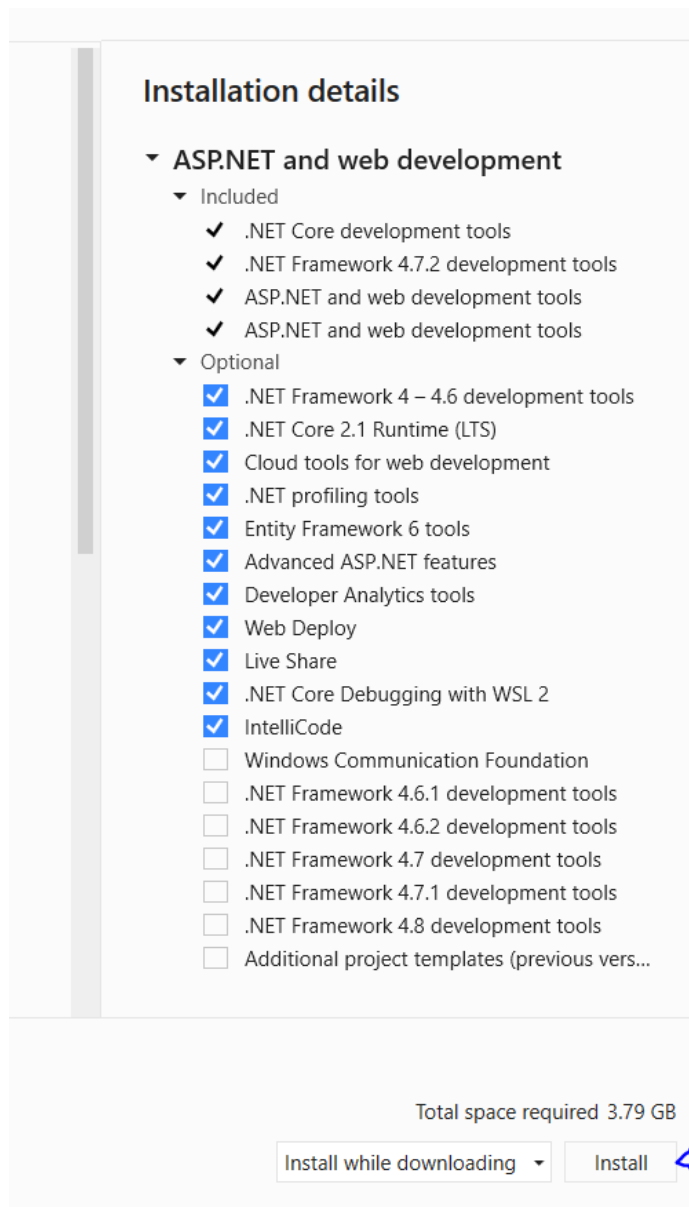 Installation details
ASP.NET and web development
Included
.NET Core development tools
.NET Framework 4.7.2 development tools
ASP.NET and web development tools
ASP.NET and web development tools
Optional
.NET Framework 4 – 4.6 development tools
.NET Core 2.1 Runtime (LTS)
Cloud tools for web development
.NET profiling tools
Entity Framework 6 tools
Advanced ASP.NET features
Developer Analytics tools
Web Deploy
Live Share
.NET Core Debugging with WSL 2
IntelliCode
Windows Communication Foundation
.NET Framework 4.6.1 development tools
.NET Framework 4.6.2 development tools
.NET Framework 4.7 development tools
.NET Framework 4.7.1 development tools
.NET Framework 4.8 development tools
Additional project templates (previous vers...
Total space required 3.79 GB
Install while downloading Install